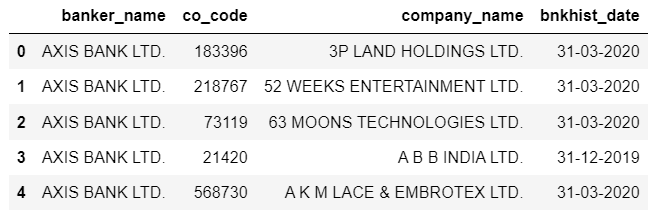 banker_name co_code company_name bnkhist_date
0 AXIS BANK LTD. 183396 3P LAND HOLDINGS LTD. 31-03-2020
1 AXIS BANK LTD. 218767 52 WEEKS ENTERTAINMENT LTD. 31-03-2020
2 AXIS BANK LTD. 73119 63 MOONS TECHNOLOGIES LTD. 31-03-2020
3 AXIS BANK LTD. 21420 A B B INDIA LTD. 31-12-2019
4 AXIS BANK LTD. 568730 A K M LACE & EMBROTEX LTD. 31-03-2020